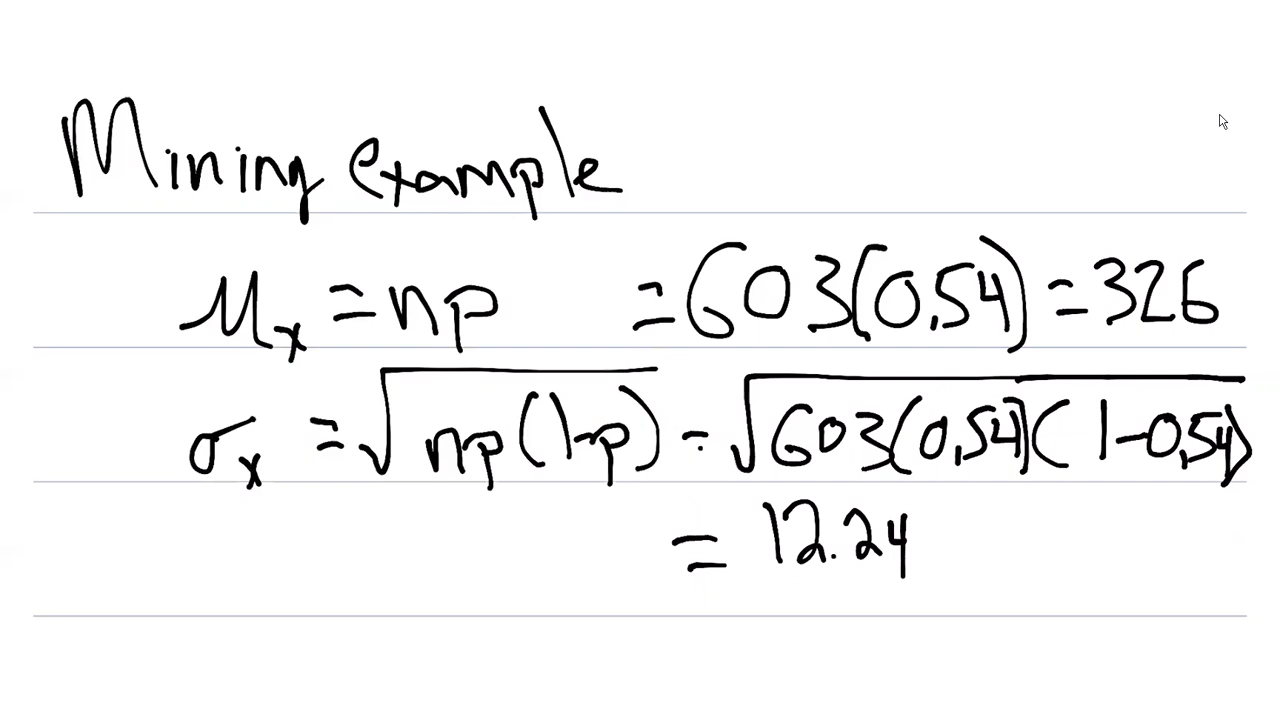 Mining example
μₓ = np = 603(0.54) = 326
σₓ = √np(1-p) = √603(0.54)(1-0.54)
= 12.24